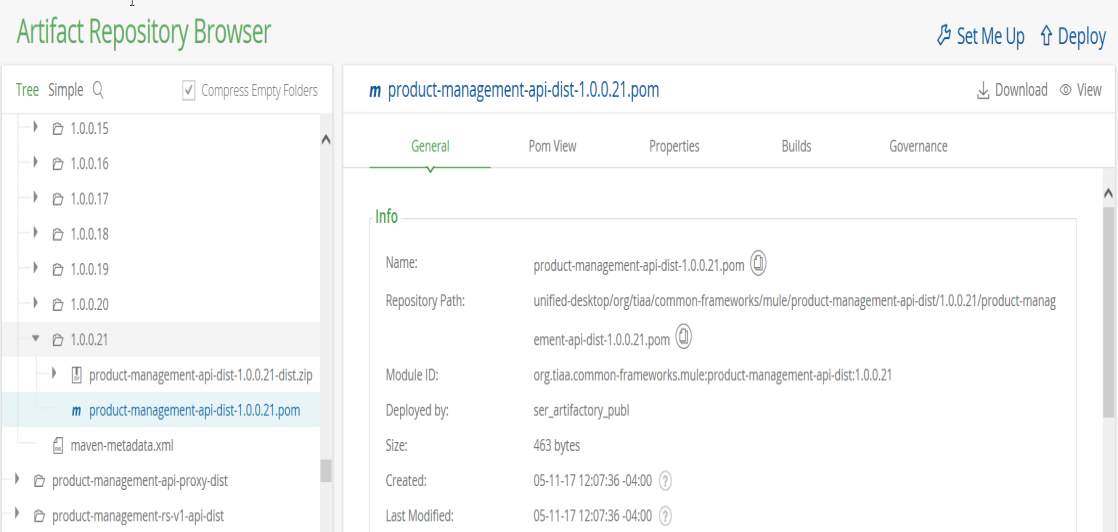 Artifact Repository Browser
Set Me Up Deploy
Tree Simple Compress Empty Folders
1.0.0.15
1.0.0.16
1.0.0.17
1.0.0.18
1.0.0.19
1.0.0.20
1.0.0.21
product-management-api-dist-1.0.0.21-dist.zip
product-management-api-dist-1.0.0.21.pom
maven-metadata.xml
product-management-api-proxy-dist
product-management-rs-v1-api-dist
m product-management-api-dist-1.0.0.21.pom
Download View
General Pom View Properties Builds Governance
Info
Name: product-management-api-dist-1.0.0.21.pom
Repository Path: unified-desktop/org/tiaa/common-frameworks/mule/product-management-api-dist/1.0.0.21/product-manag
ement-api-dist-1.0.0.21.pom
Module ID: org.tiaa.common-frameworks.mule:product-management-api-dist:1.0.0.21
Deployed by: ser_artifactory_publ
Size: 463 bytes
Created: 05-11-17 12:07:36 -04:00 ?
Last Modified: 05-11-17 12:07:36 -04:00 ?